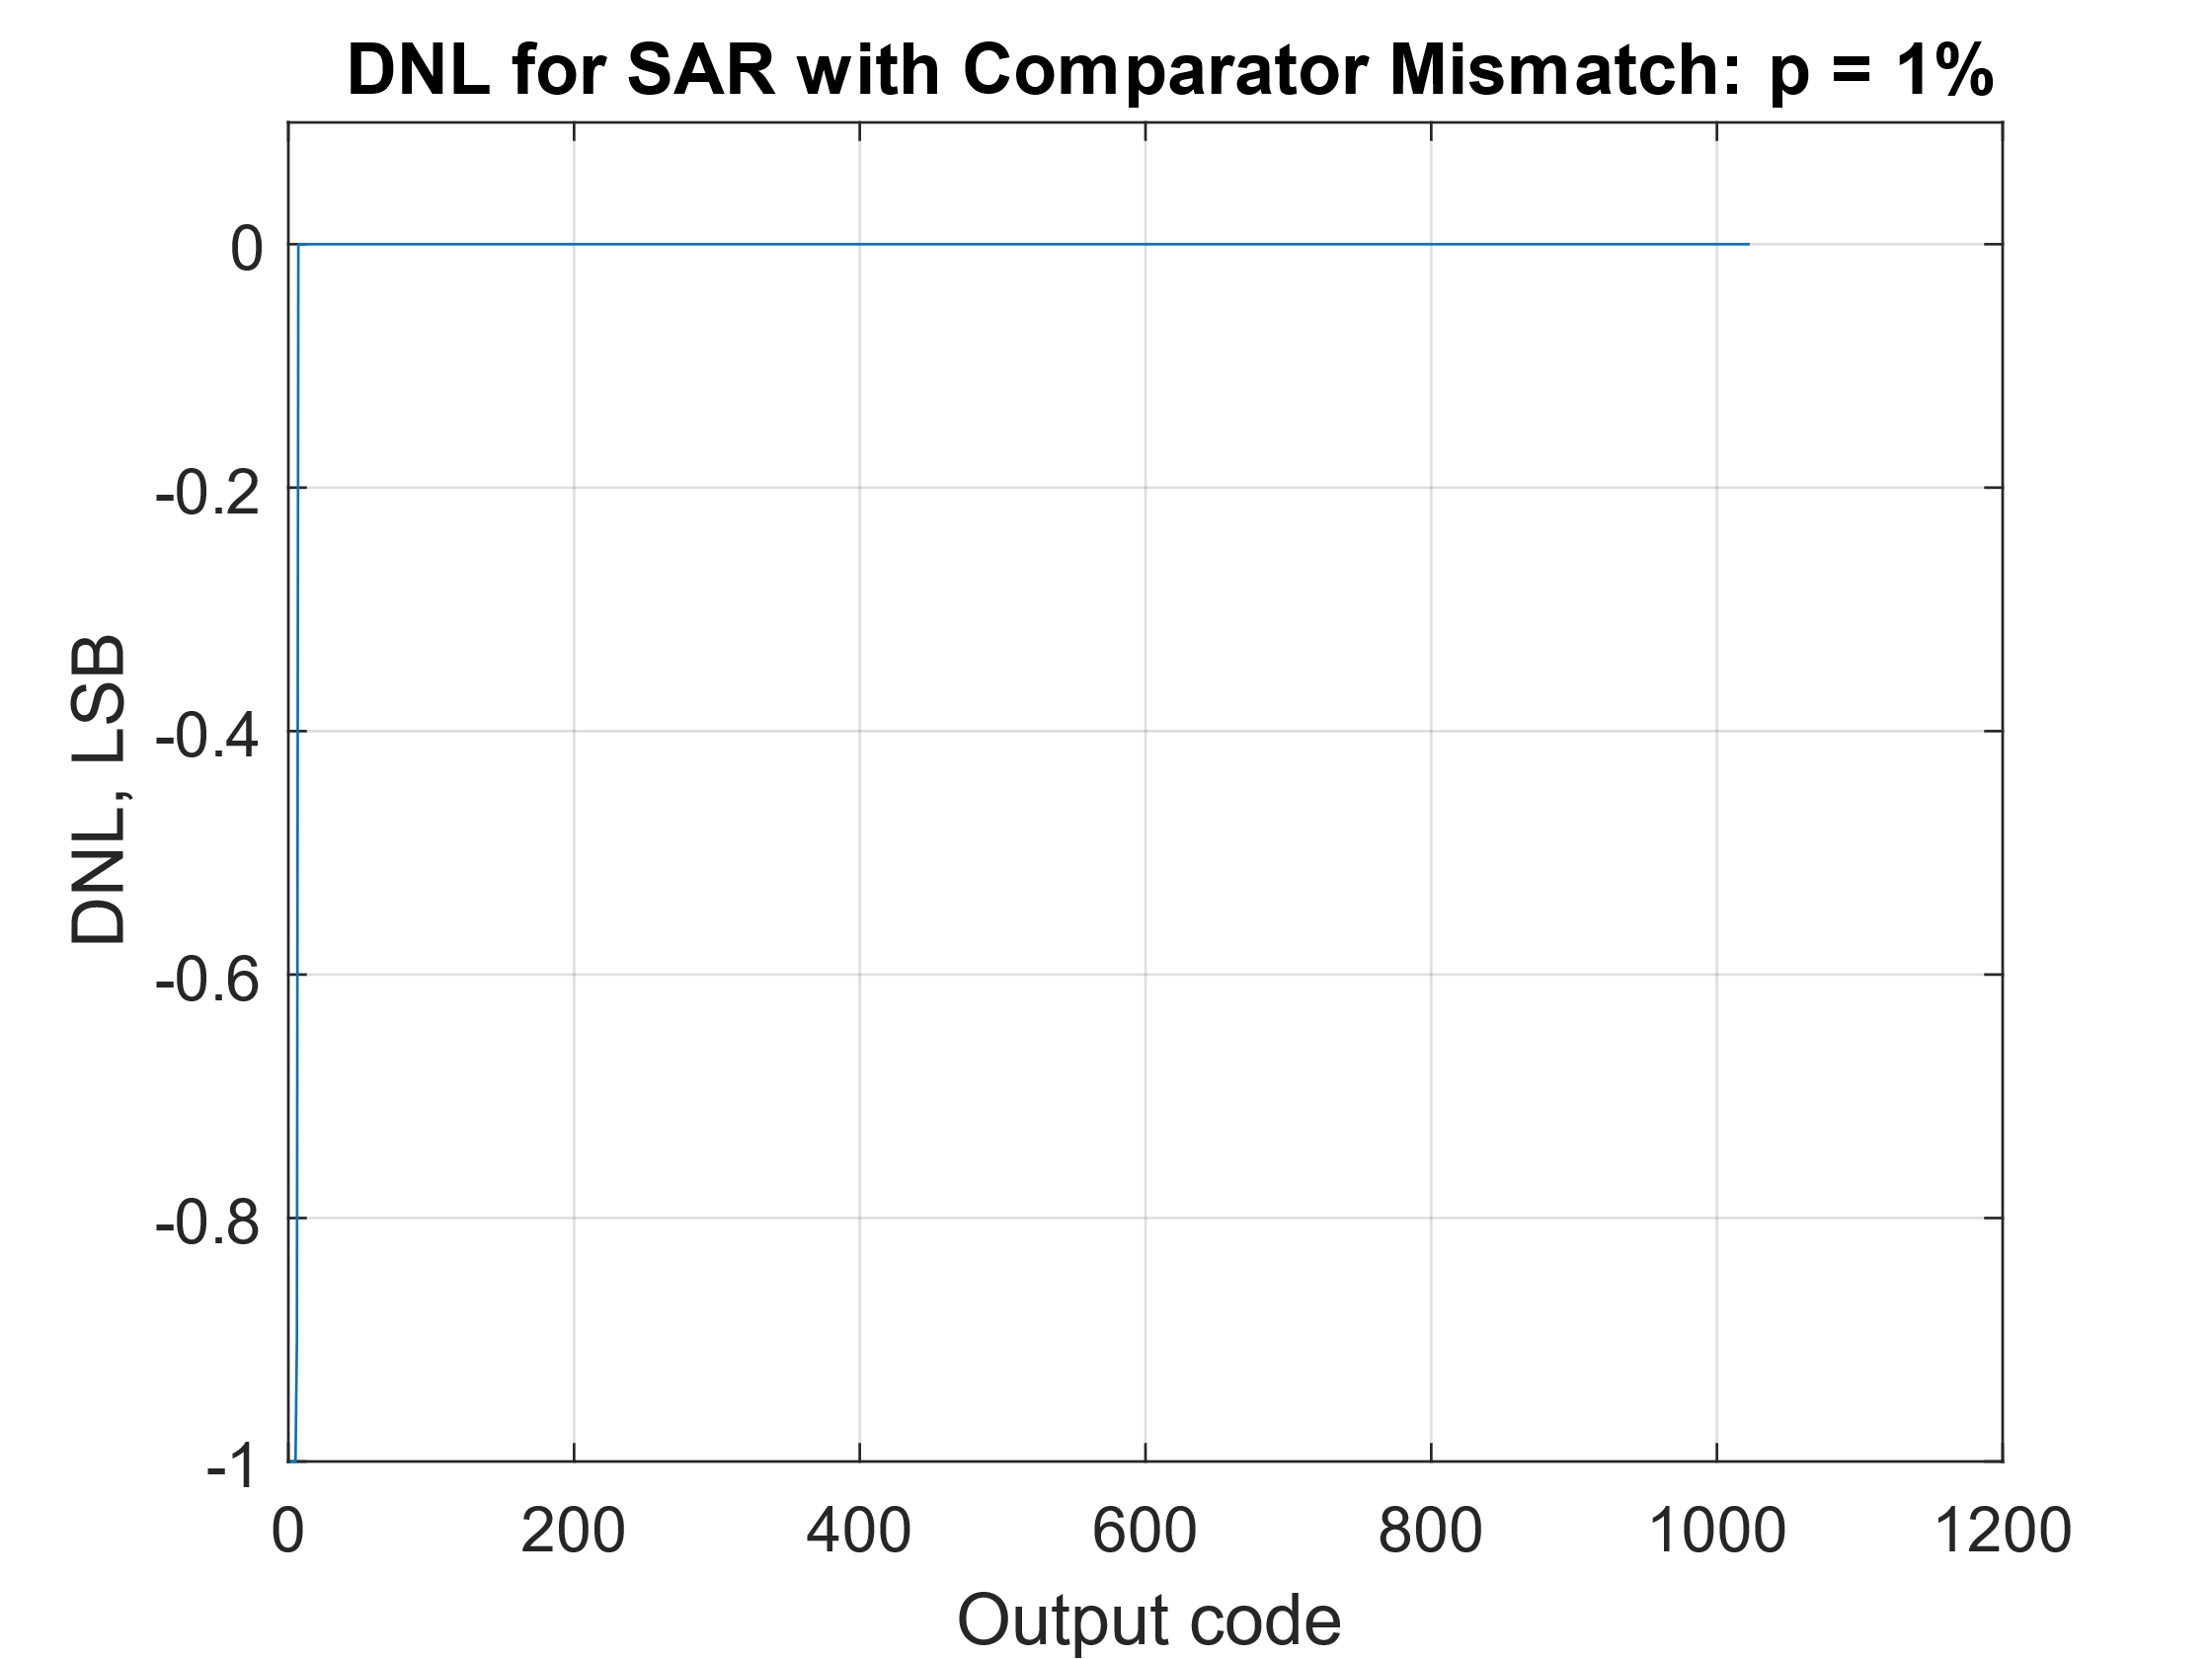 DNL for SAR with Comparator Mismatch: p = 1%
DNL, LSB
0
-0.2
-0.4
-0.6
-0.8
-1
0 200 400 600 800 1000 1200
Output code